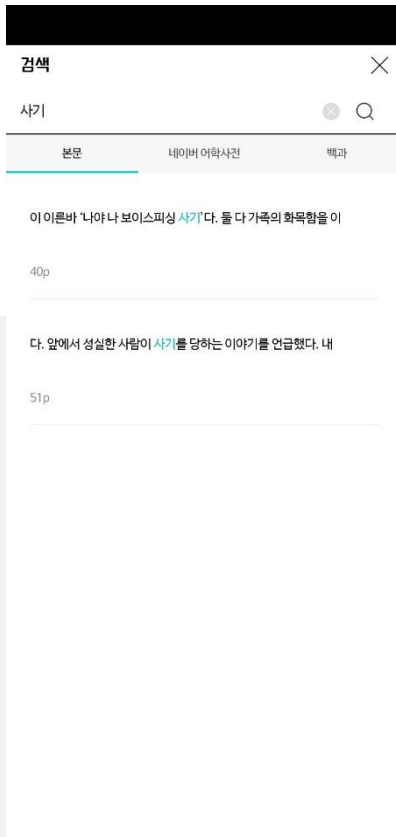 검색
사기
본문 네이버 어학사전 백과
이 이른바 '나야 나 보이스피싱 사기'다. 둘 다 가족의 화목함을 이
40p
다. 앞에서 성실한 사람이 사기를 당하는 이야기를 언급했다. 내
51p